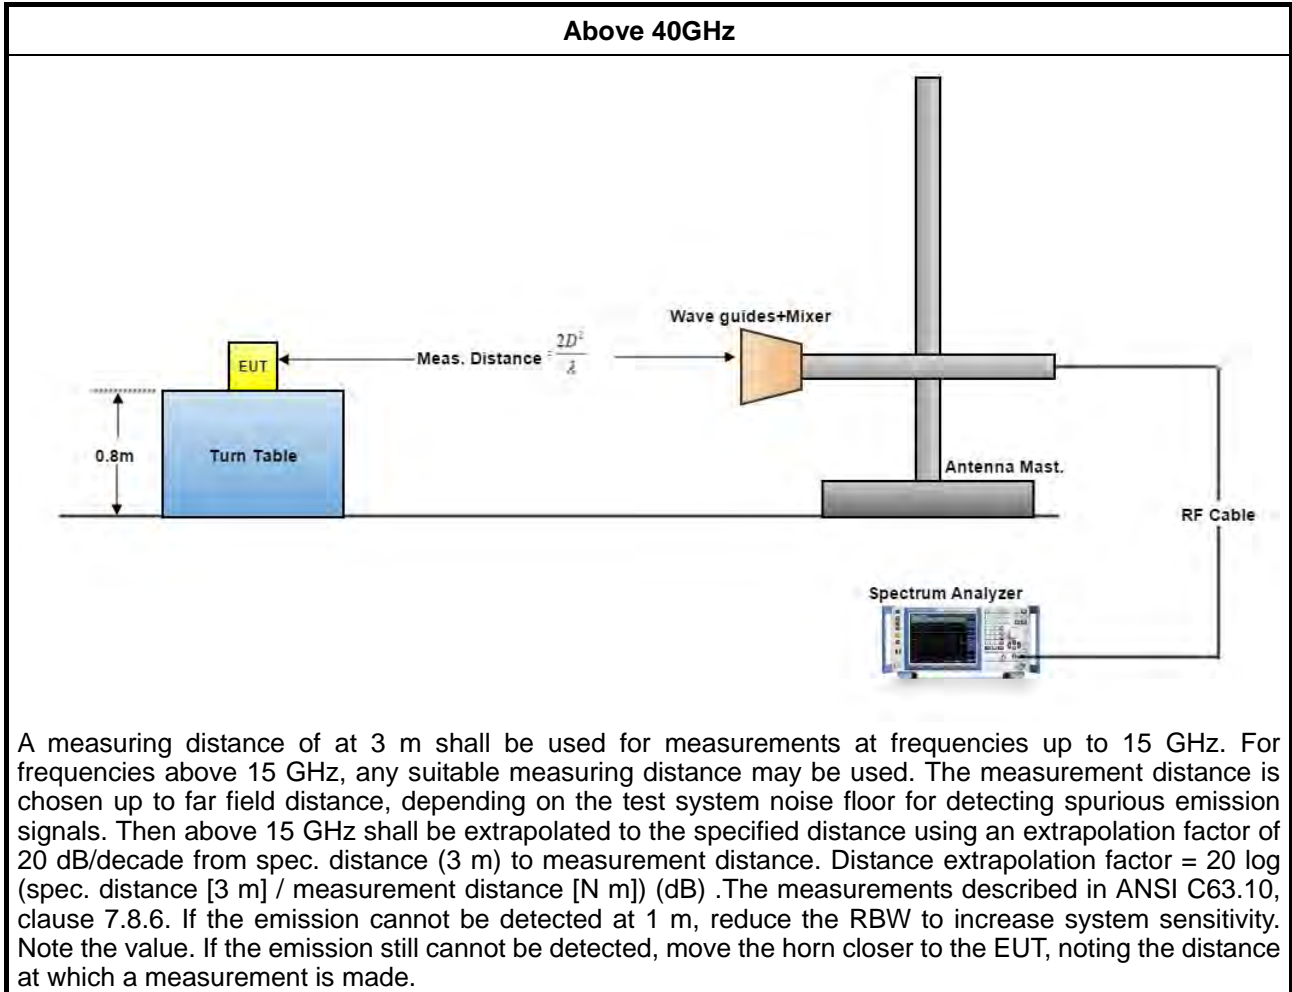 Above 40GHz
Wave guides+Mixer
EUT
Meas. Distance = 2D²/λ
0.8m
Turn Table
Antenna Mast.
RF Cable
Spectrum Analyzer
A measuring distance of at 3 m shall be used for measurements at frequencies up to 15 GHz. For
frequencies above 15 GHz, any suitable measuring distance may be used. The measurement distance is
chosen up to far field distance, depending on the test system noise floor for detecting spurious emission
signals. Then above 15 GHz shall be extrapolated to the specified distance using an extrapolation factor of
20 dB/decade from spec. distance (3 m) to measurement distance. Distance extrapolation factor = 20 log
(spec. distance [3 m] / measurement distance [N m]) (dB) .The measurements described in ANSI C63.10,
clause 7.8.6. If the emission cannot be detected at 1 m, reduce the RBW to increase system sensitivity.
Note the value. If the emission still cannot be detected, move the horn closer to the EUT, noting the distance
at which a measurement is made.